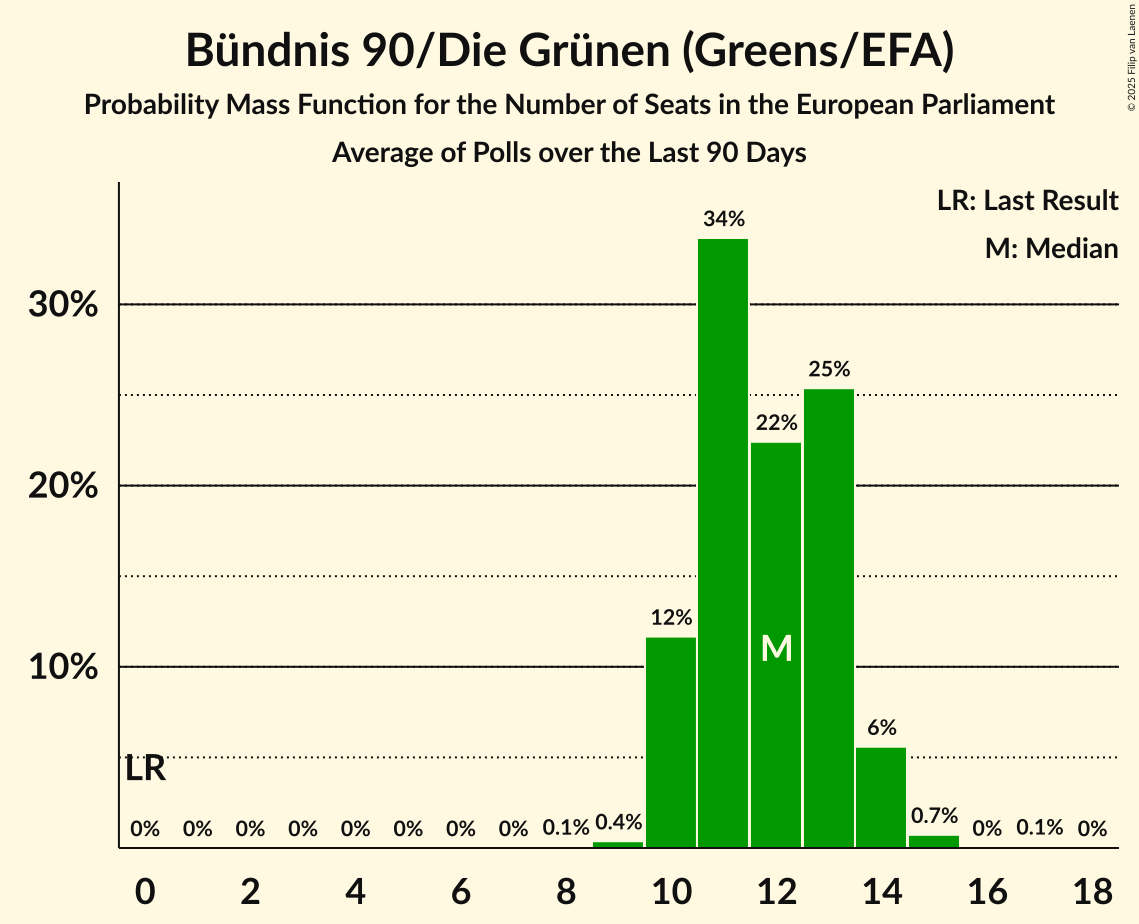 Bündnis 90/Die Grünen (Greens/EFA)
Probability Mass Function for the Number of Seats in the European Parliament
Average of Polls over the Last 90 Days
© 2025 Filip van Laenen
LR: Last Result
M: Median
34%
30%
25%
22%
20%
12%
M
10%
6%
LR
0% 0% 0% 0% 0% 0% 0% 0% 0.1% 0.4% 0.7% 0% 0.1% 0%
0 2 4 6 8 10 12 14 16 18